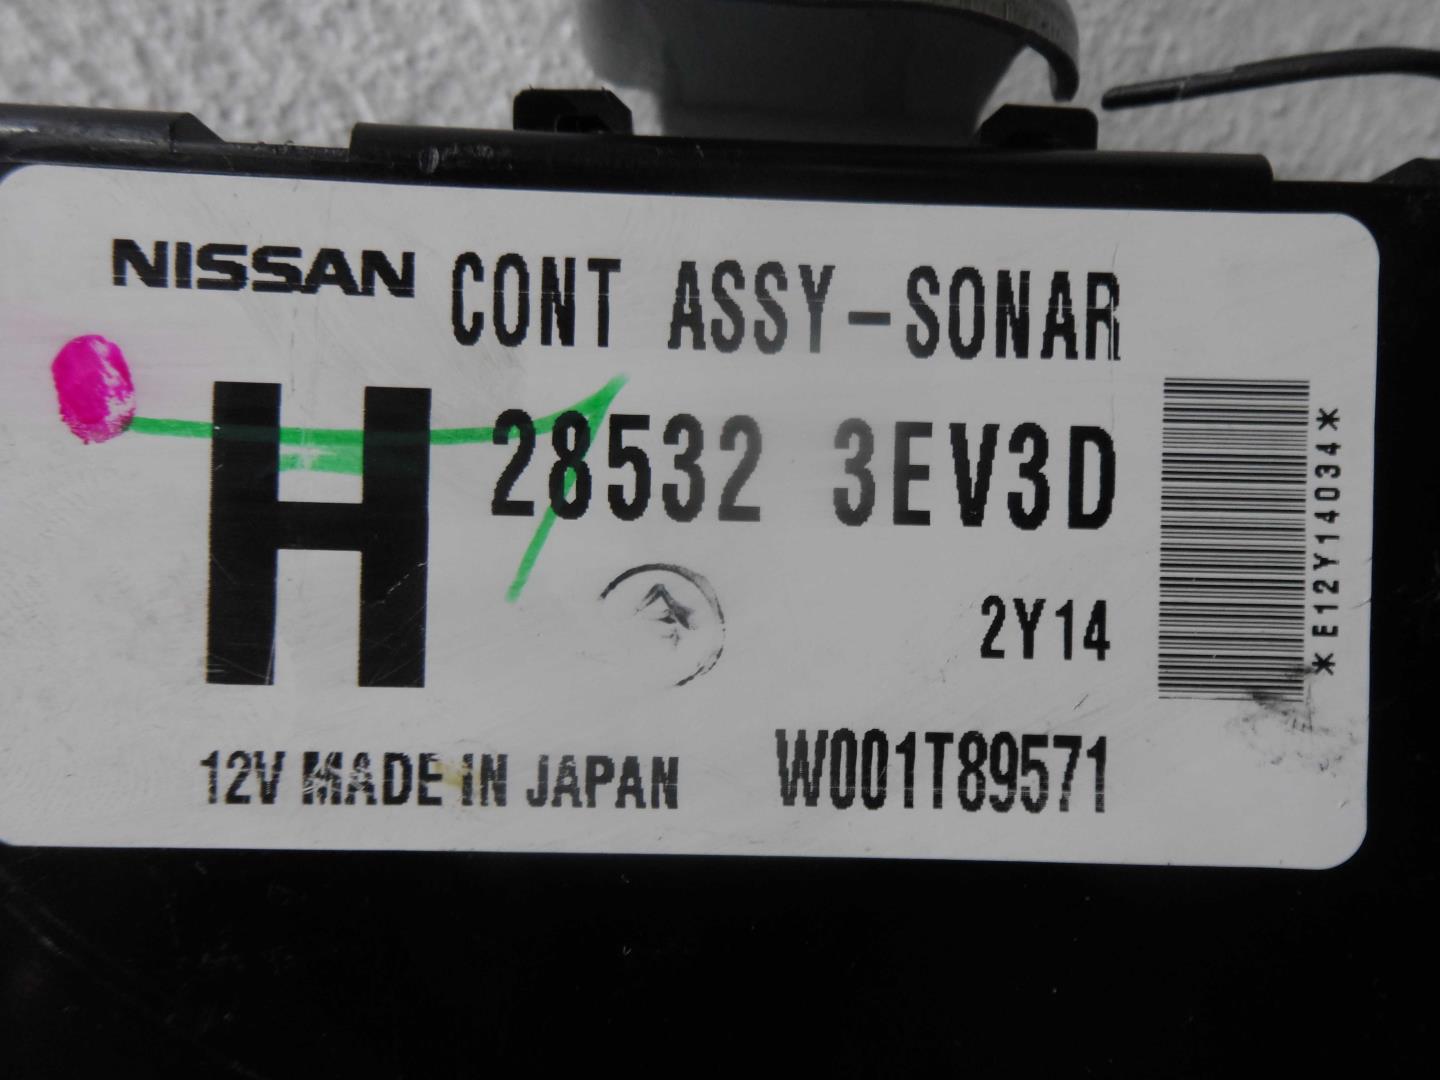 NISSAN CONT ASSY-SONAR
H
28532 3EV3D
2Y14
12V MADE IN JAPAN W001T89571
*E12Y14034*